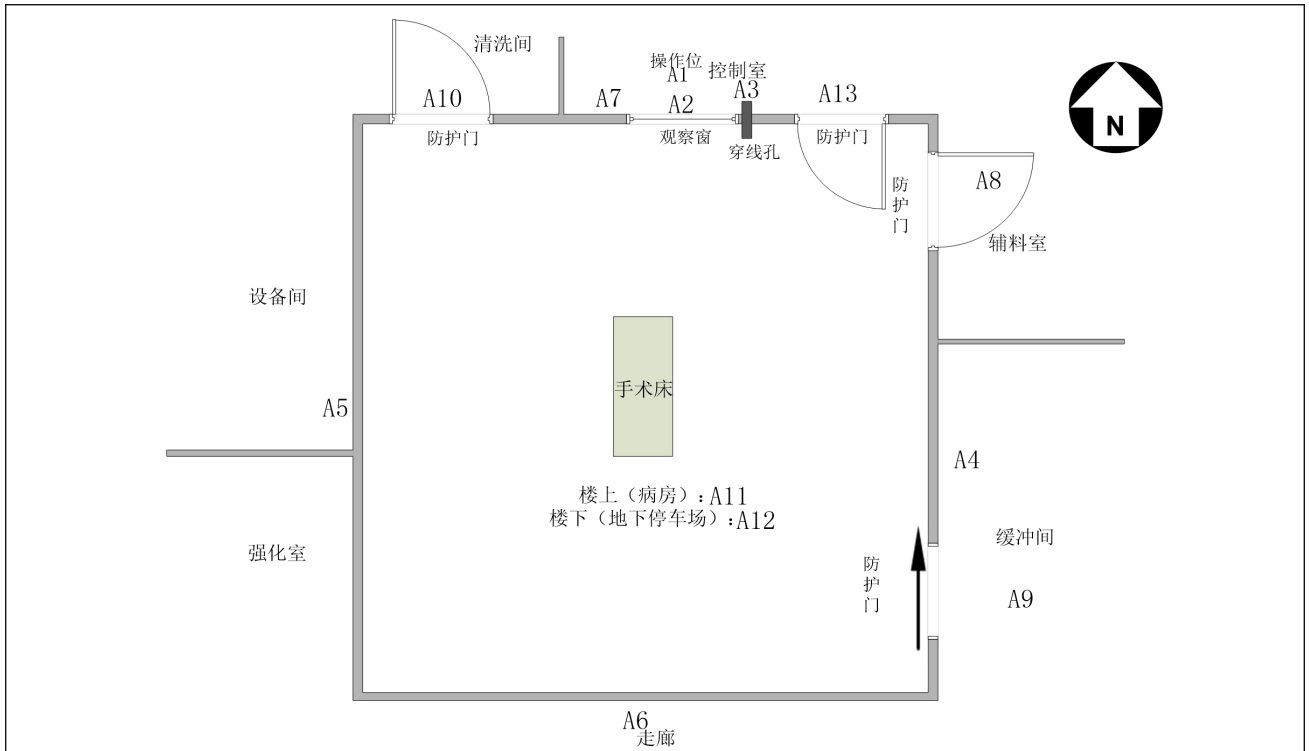 清洗间
操作位
A1
控制室
A10
A7
A2
A3
A13
防护门
观察窗
穿线孔
防护门
N
防护门
A8
辅料室
设备间
手术床
A5
A4
楼上（病房）：A11
楼下（地下停车场）：A12
强化室
缓冲间
防护门
A9
A6
走廊